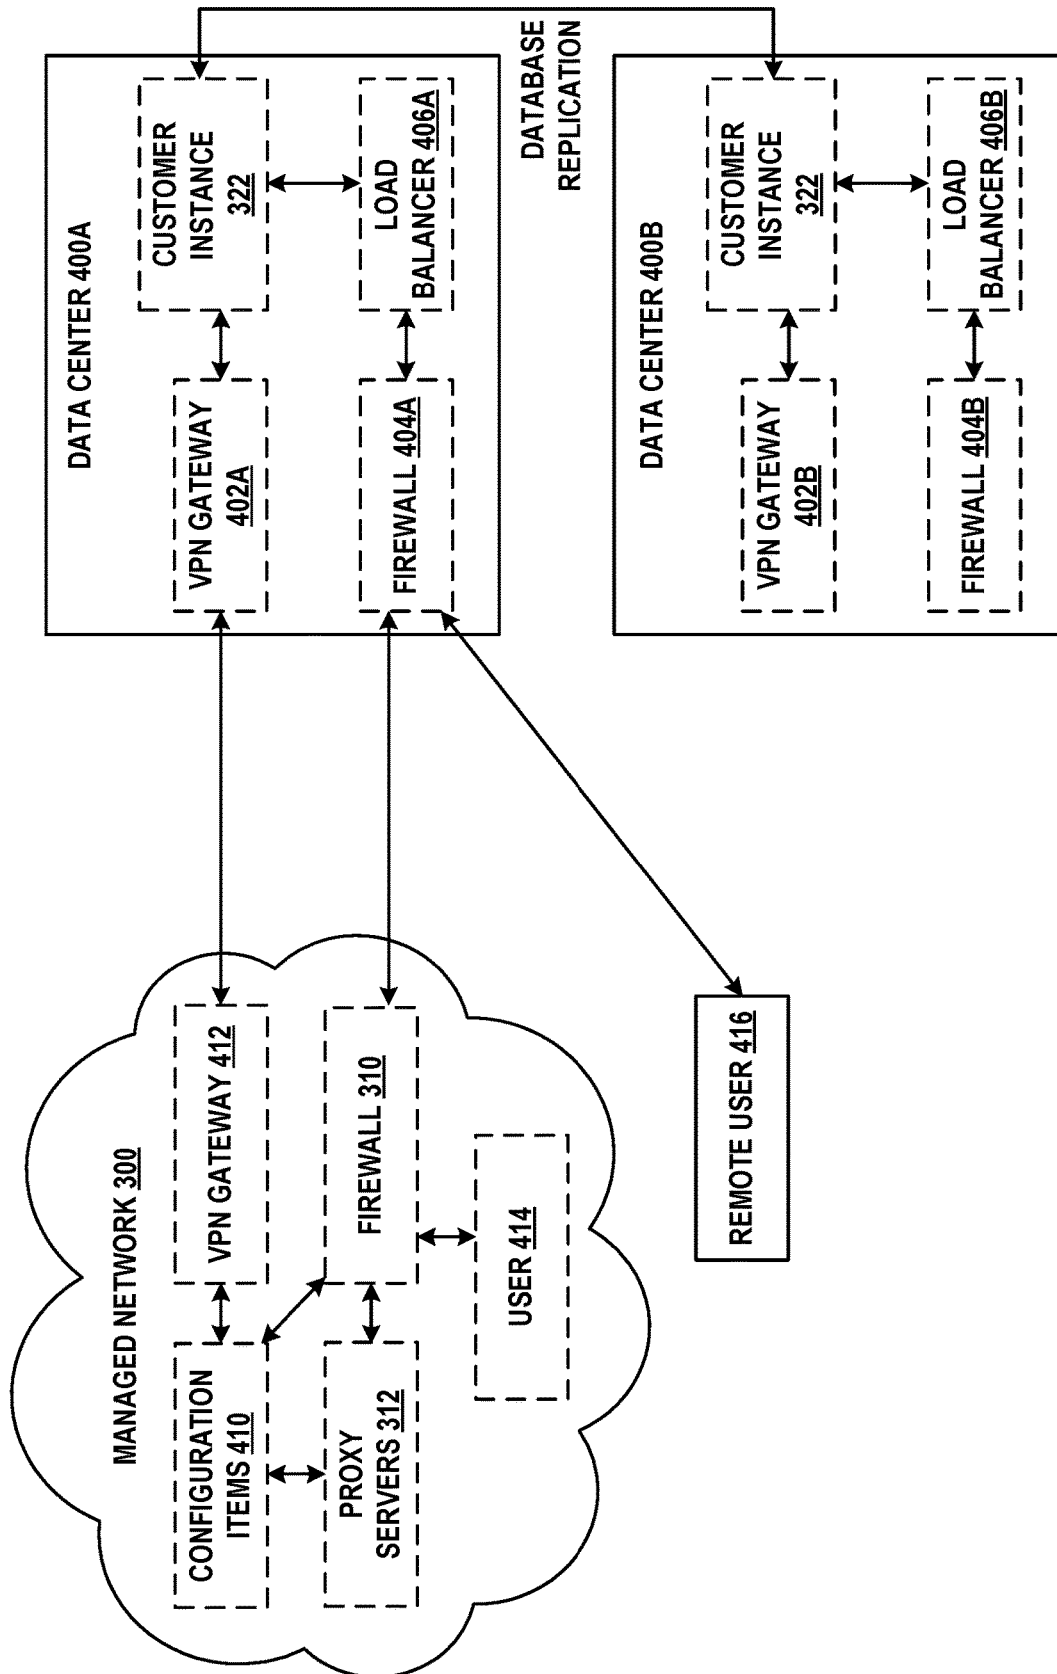 MANAGED NETWORK 300
CONFIGURATION
ITEMS 410
VPN GATEWAY 412
PROXY
SERVERS 312
FIREWALL 310
USER 414
REMOTE USER 416
DATA CENTER 400A
VPN GATEWAY
402A
CUSTOMER
INSTANCE
322
FIREWALL 404A
LOAD
BALANCER 406A
DATABASE
REPLICATION
DATA CENTER 400B
VPN GATEWAY
402B
CUSTOMER
INSTANCE
322
FIREWALL 404B
LOAD
BALANCER 406B